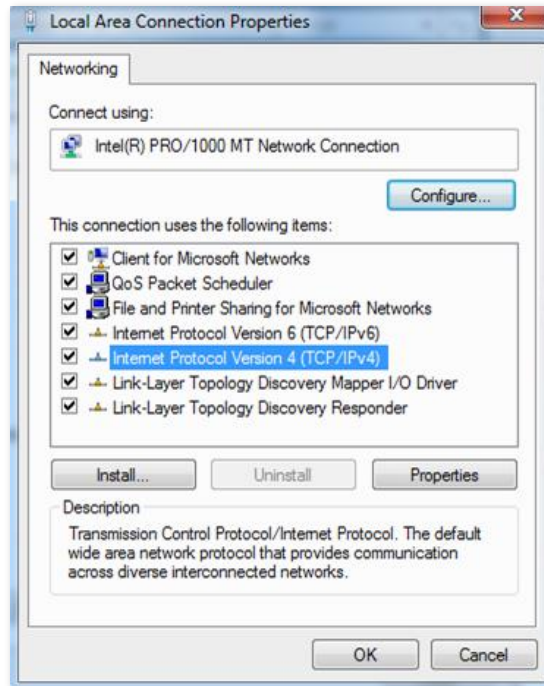 Local Area Connection Properties
Networking
Connect using:
Intel(R) PRO/1000 MT Network Connection
Configure...
This connection uses the following items:
Client for Microsoft Networks
QoS Packet Scheduler
File and Printer Sharing for Microsoft Networks
Internet Protocol Version 6 (TCP/IPv6)
Internet Protocol Version 4 (TCP/IPv4)
Link-Layer Topology Discovery Mapper I/O Driver
Link-Layer Topology Discovery Responder
Install... Uninstall Properties
Description
Transmission Control Protocol/Internet Protocol. The default
wide area network protocol that provides communication
across diverse interconnected networks.
OK Cancel